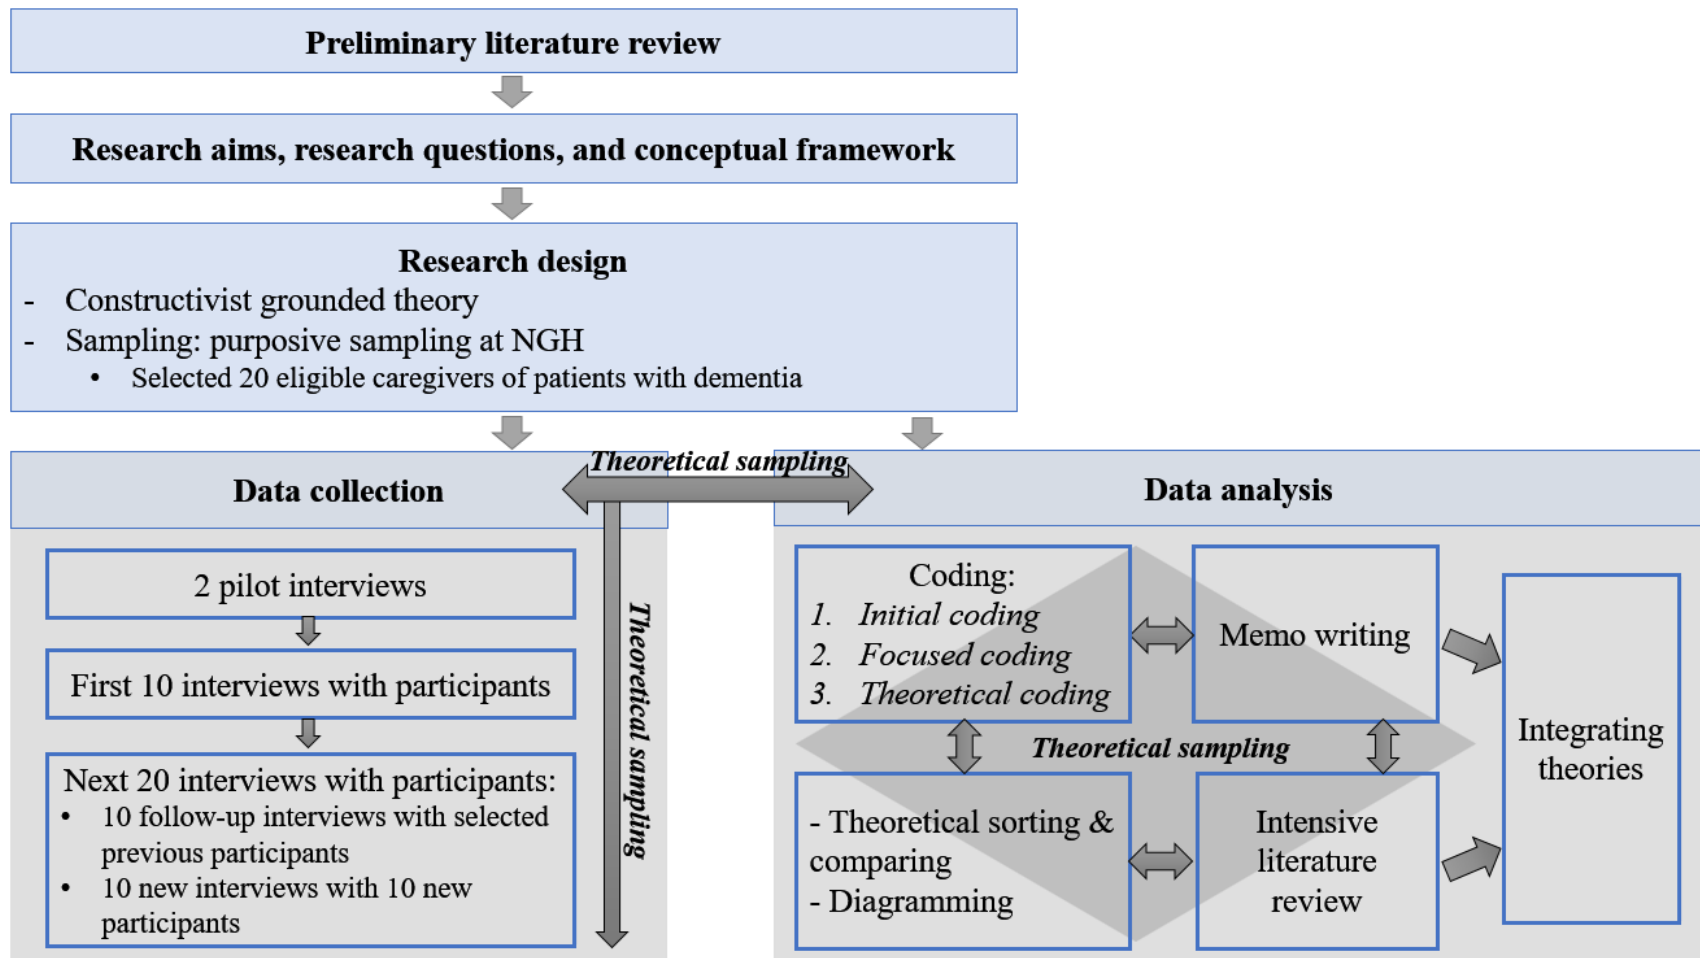 Preliminary literature review
Research aims, research questions, and conceptual framework
Research design
- Constructivist grounded theory
- Sampling: purposive sampling at NGH
• Selected 20 eligible caregivers of patients with dementia
Theoretical sampling
Data collection
2 pilot interviews
First 10 interviews with participants
Next 20 interviews with participants:
• 10 follow-up interviews with selected
previous participants
• 10 new interviews with 10 new
participants
Theoretical sampling
Data analysis
Coding:
1. Initial coding
2. Focused coding
3. Theoretical coding
Memo writing
Theoretical sampling
- Theoretical sorting &
comparing
- Diagramming
Intensive
literature
review
Integrating
theories